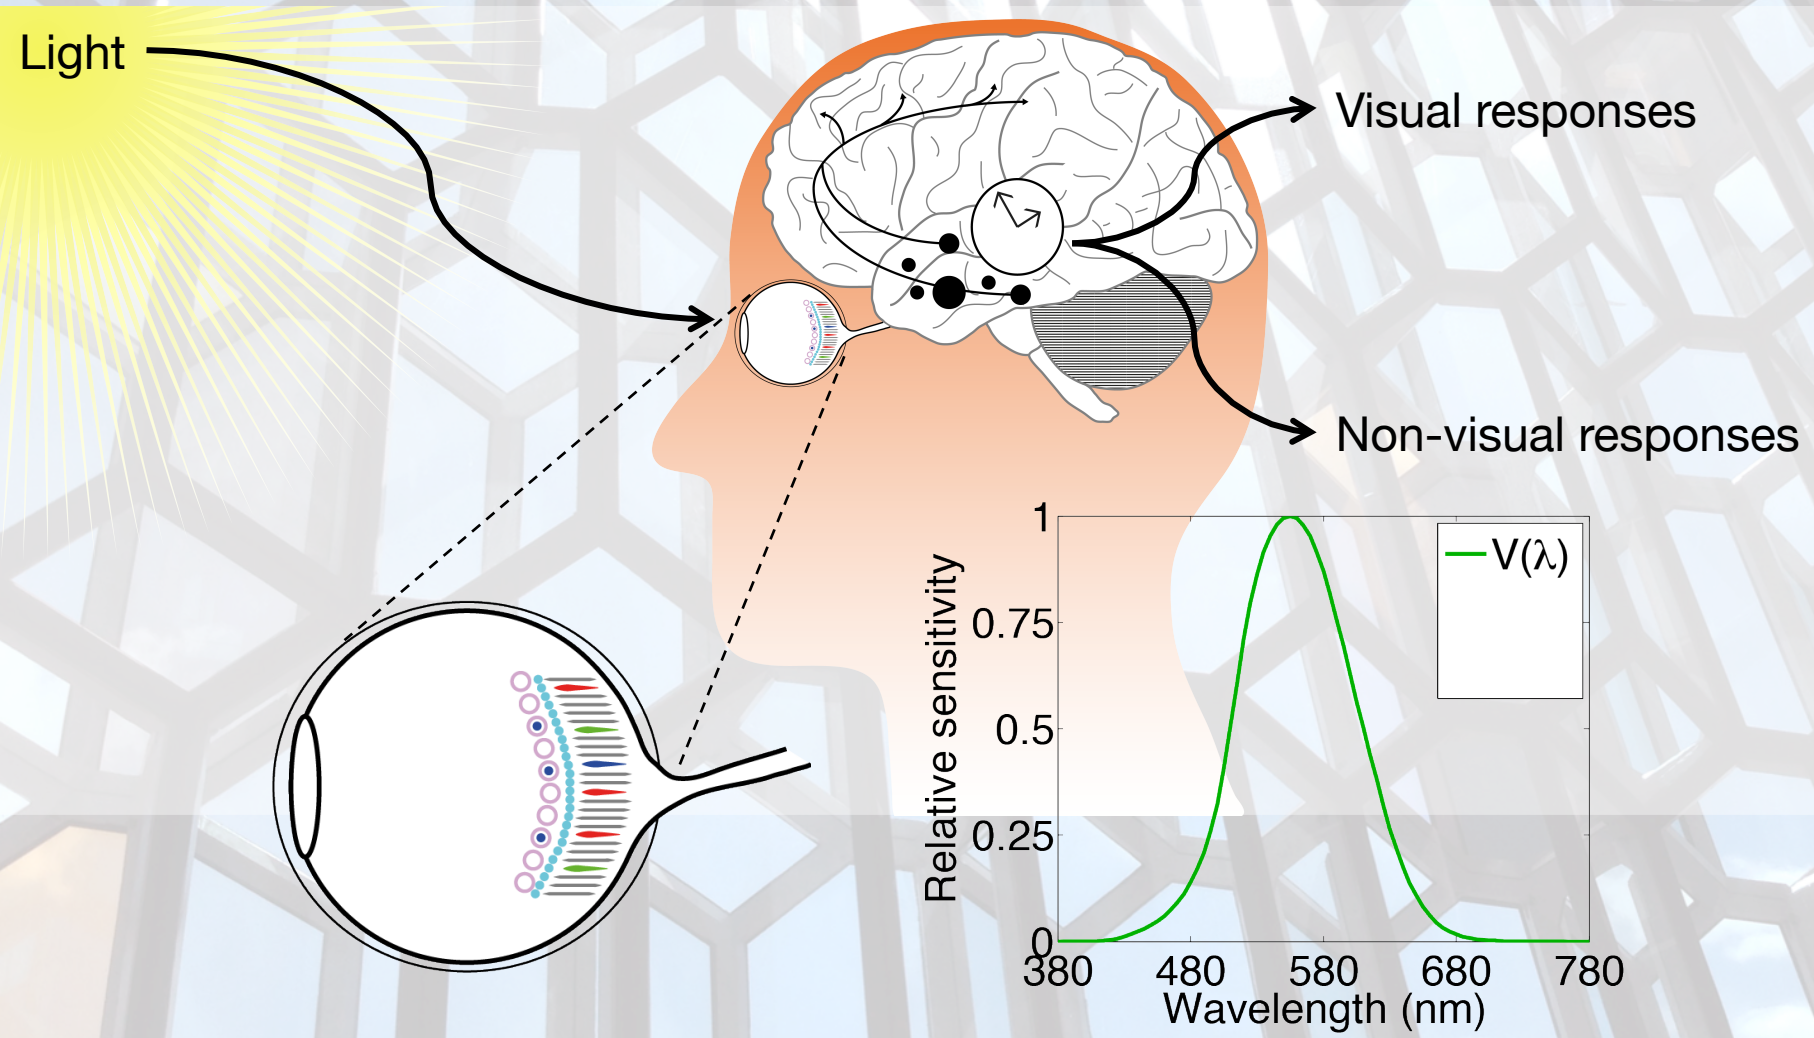 Light
Visual responses
Non-visual responses
Relative sensitivity
1
0.75
0.5
0.25
0
380 480 580 680 780
Wavelength (nm)
V(λ)